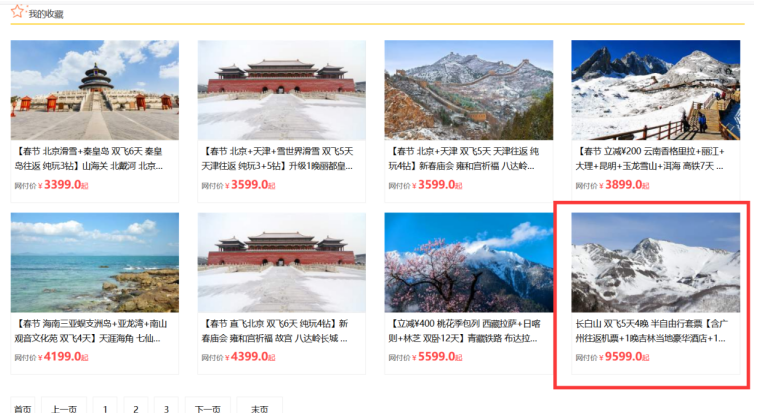 我的收藏
【春节 北京滑雪+秦皇岛 双飞6天 秦皇
岛往返 纯玩3钻】山海关 北戴河 北京...
网付价￥3399.0起
【春节 北京+天津+雪世界滑雪 双飞5天
天津往返 纯玩3+5钻】升级1晚丽都皇...
网付价￥3599.0起
【春节 北京+天津 双飞5天 天津往返 纯
玩4钻】新春庙会 雍和宫祈福 八达岭...
网付价￥3599.0起
【春节 立减¥200 云南香格里拉+丽江+
大理+昆明+玉龙雪山+洱海 高铁7天 ...
网付价￥3899.0起
【春节 海南三亚蜈支洲岛+亚龙湾+南山
观音文化苑 双飞4天】天涯海角 七仙...
网付价￥4199.0起
【春节 直飞北京 双飞6天 纯玩4钻】新
春庙会 雍和宫祈福 故宫 八达岭长城 ...
网付价￥4399.0起
【立减¥400 桃花季包列 西藏拉萨+日喀
则+林芝 双卧12天】青藏铁路 布达拉...
网付价￥5599.0起
长白山 双飞5天4晚 半自由行套票【含广
州往返机票+1晚吉林当地豪华酒店+1...
网付价￥9599.0起
首页 上一页 1 2 3 下一页 末页